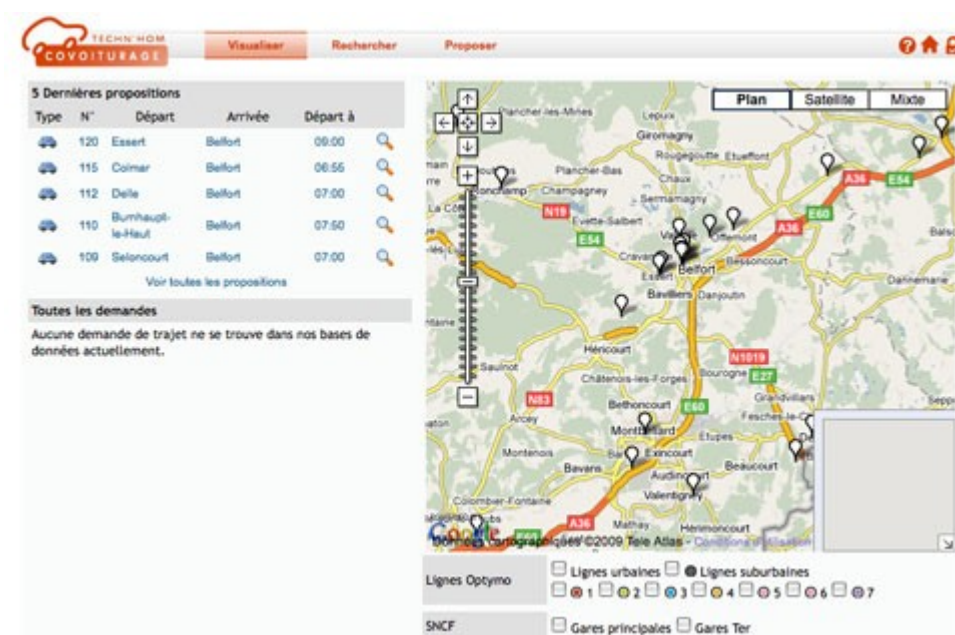 TECHN'HOM
COVOITURAGE
Visualiser Rechercher Proposer
5 Dernières propositions
Type N° Départ Arrivée Départ à
120 Essert Belfort 09:00
115 Colmar Belfort 06:55
112 Delle Belfort 07:00
110 Burnhaupt-le-Haut Belfort 07:50
109 Seloncourt Belfort 07:00
Voir toutes les propositions
Toutes les demandes
Aucune demande de trajet ne se trouve dans nos bases de
données actuellement.
Plan Satellite Mixte
Plancher-les-Mines
Lepuix
Giromagny
Rougegoutte Etueffont
Plancher-Bas
Chaux
Champagney
Sermamagny
A36 E54
N19
Evette-Salbert
E60
E54
A36
Offemont
Essert Belfort
Bessoncourt
Dannemarie
Bavilliers Danjoutin
Héricourt
N1019
Saulnot
Châtenois-les-Forges
Bourogne E27
N83
Grandvillars
Bethoncourt E60
Arcey
Exincourt
Etupes
Montenois
Beaucourt
Bavans
Valentigney
Colombier-Fontaine
A36
Mathay
Hérimoncourt
Google
Données cartographiques ©2009 Tele Atlas - Conditions d'utilisation
Lignes Optymo
Lignes urbaines Lignes suburbaines
1 2 3 4 5 6 7
SNCF
Gares principales Gares Ter